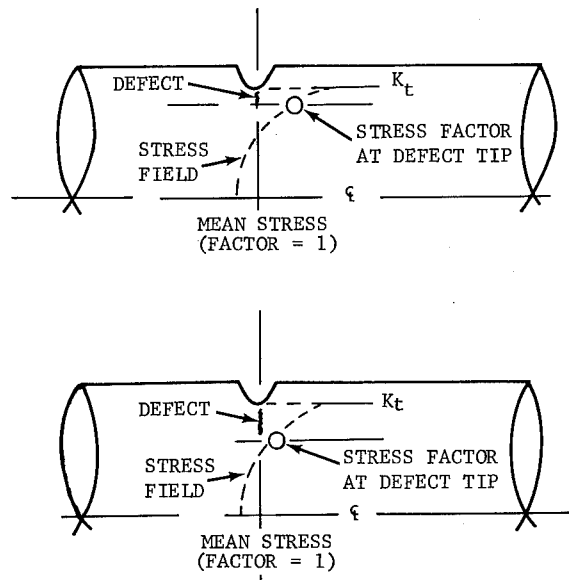 DEFECT
Kt
STRESS FACTOR
AT DEFECT TIP
STRESS
FIELD
℄
MEAN STRESS
(FACTOR = 1)
DEFECT
Kt
STRESS FACTOR
AT DEFECT TIP
STRESS
FIELD
℄
MEAN STRESS
(FACTOR = 1)